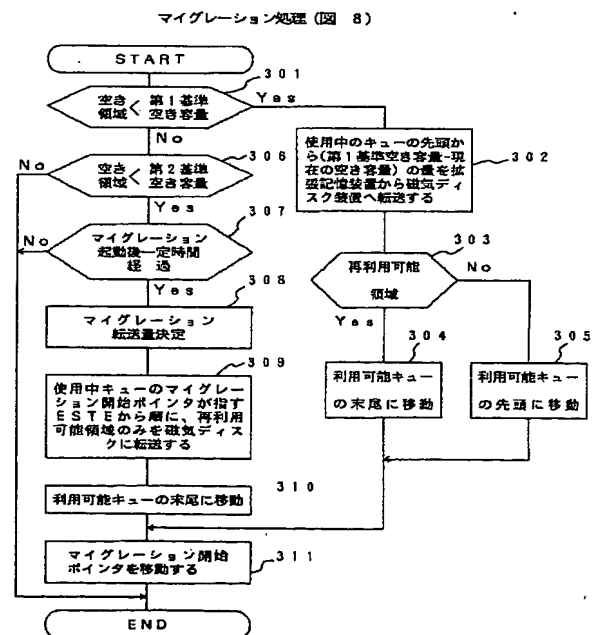 マイグレーション処理(図 8)
START
301
空き領域 < 第1基準空き容量
Yes
No
306
空き領域 < 第2基準空き容量
No
Yes
307
マイグレーション
起動後一定時間
経過
No
Yes
308
マイグレーション
転送量決定
309
使用中キューのマイグレー
ション開始ポインタが指す
ESTEから順に、再利用
可能領域のみを磁気ディス
クに転送する
310
利用可能キューの末尾に移動
マイグレーション開始
ポインタを移動する
311
END
使用中のキューの先頭か
ら(第1基準空き容量-現
在の空き容量)の量を拡
張記憶装置から磁気ディ
スク装置へ転送する
302
303
再利用可能
領域
No
Yes
304
利用可能キュー
の末尾に移動
305
利用可能キュー
の先頭に移動